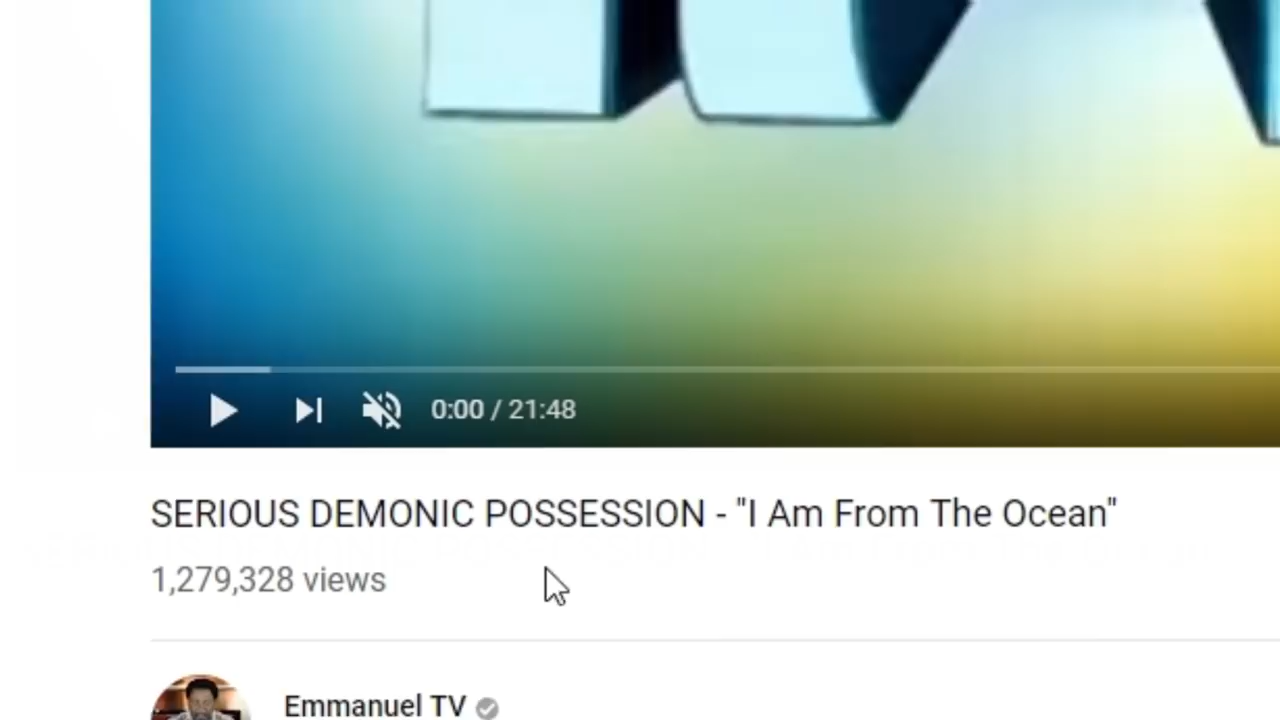 0:00 / 21:48
SERIOUS DEMONIC POSSESSION - "I Am From The Ocean"
1,279,328 views
Emmanuel TV